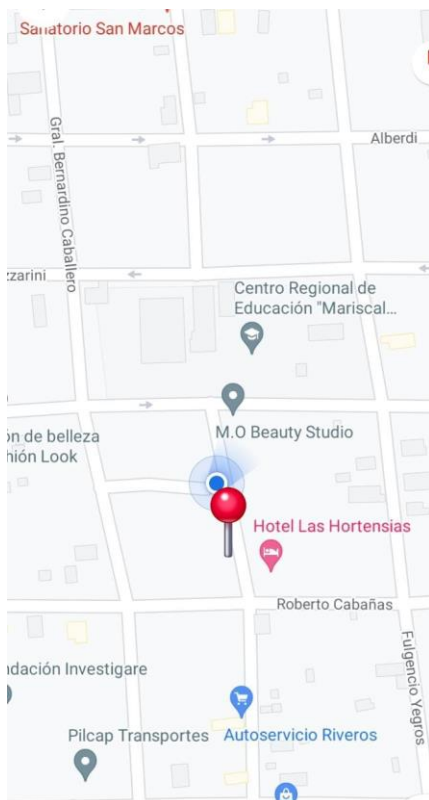 Sanatorio San Marcos
Alberdi
Gral. Bernardino Caballero
zzarini
Centro Regional de
Educación "Mariscal...
M.O Beauty Studio
ón de belleza
hión Look
Hotel Las Hortensias
Roberto Cabañas
Fulgencio Yegros
ndación Investigare
Pilcap Transportes
Autoservicio Riveros